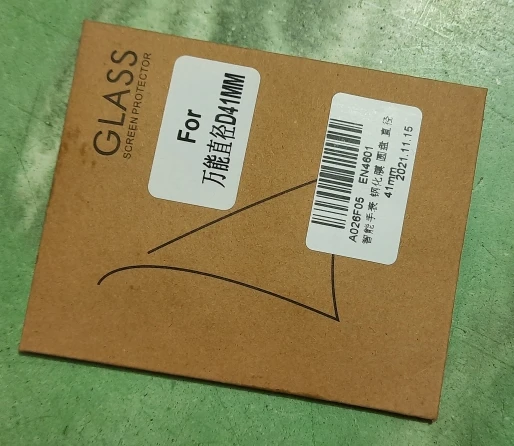 GLASS
SCREEN PROTECTOR
For
万能直径D41MM
A026F05 EN4601
智能手表 钢化膜 圆盘 直径
41mm
2021.11.15